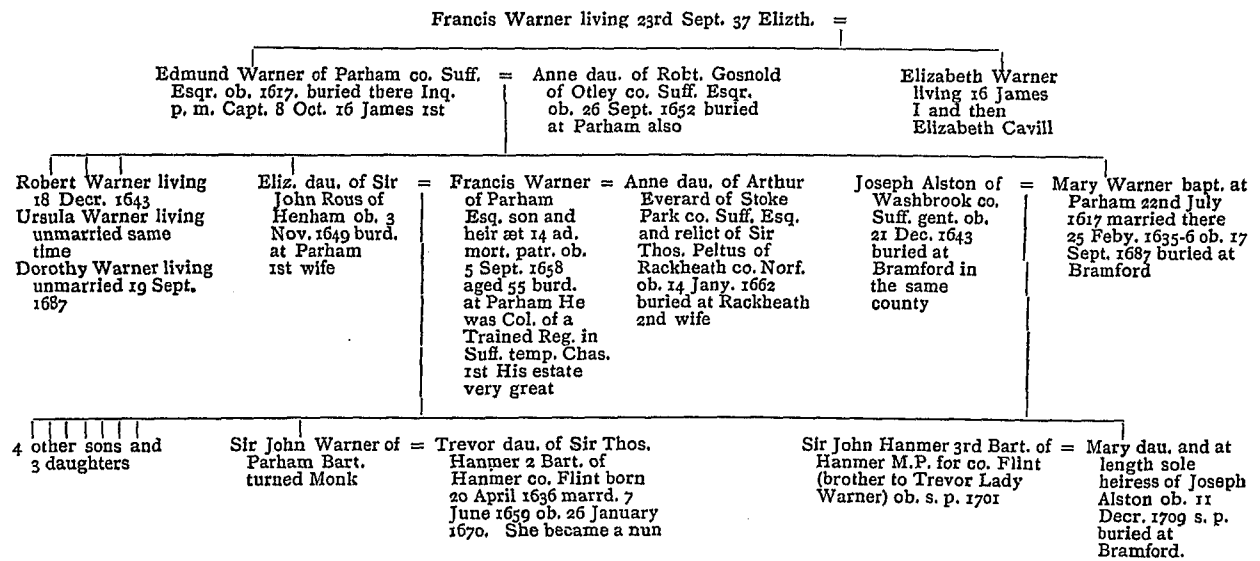 Francis Warner living 23rd Sept. 37 Elizth. =
Edmund Warner of Parham co. Suff.
Esqr. ob. 1617. buried there Inq.
p. m. Capt. 8 Oct. 16 James 1st
=
Anne dau. of Robt. Gosnold
of Otley co. Suff. Esqr.
ob. 26 Sept. 1652 buried
at Parham also
Elizabeth Warner
living 16 James
I and then
Elizabeth Cavill
Robert Warner living
18 Decr. 1643
Ursula Warner living
unmarried same
time
Dorothy Warner living
unmarried 19 Sept.
1687
Eliz. dau. of Sir
John Rous of
Henham ob. 3
Nov. 1649 burd.
at Parham
1st wife
=
Francis Warner
of Parham
Esq. son and
heir æt 14 ad.
mort. patr. ob.
5 Sept. 1658
aged 55 burd.
at Parham He
was Col. of a
Trained Reg. in
Suff. temp. Chas.
1st His estate
very great
=
Anne dau. of Arthur
Everard of Stoke
Park co. Suff. Esq.
and relict of Sir
Thos. Peltus of
Rackheath co. Norf.
ob. 14 Jany. 1662
buried at Rackheath
2nd wife
Joseph Alston of
Washbrook co.
Suff. gent. ob.
21 Dec. 1643
buried at
Bramford in
the same
county
=
Mary Warner bapt. at
Parham 22nd July
1617 married there
25 Feby. 1635-6 ob. 17
Sept. 1687 buried at
Bramford
4 other sons and
3 daughters
Sir John Warner of
Parham Bart.
turned Monk
=
Trevor dau. of Sir Thos.
Hanmer 2 Bart. of
Hanmer co. Flint born
20 April 1636 marrd. 7
June 1659 ob. 26 January
1670. She became a nun
Sir John Hanmer 3rd Bart. of
Hanmer M.P. for co. Flint
(brother to Trevor Lady
Warner) ob. s. p. 1701
=
Mary dau. and at
length sole
heiress of Joseph
Alston ob. 11
Decr. 1709 s. p.
buried at
Bramford.